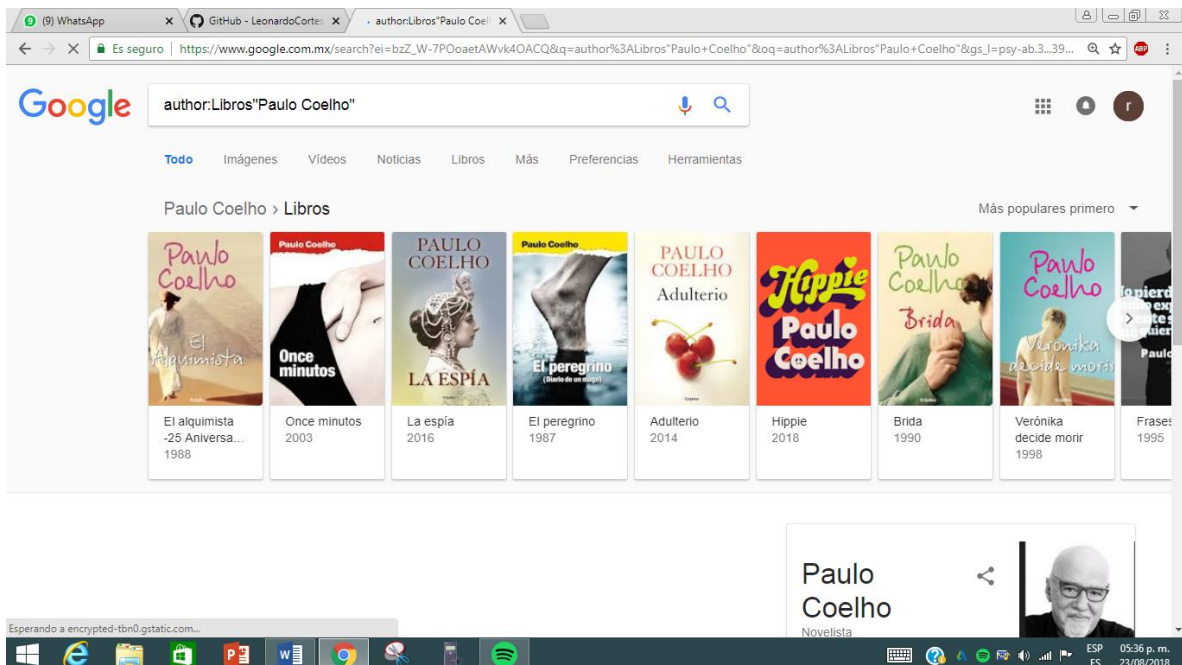 (9) WhatsApp
GitHub - LeonardoCortes
author:Libros"Paulo Coel
Es seguro | https://www.google.com.mx/search?ei=bzZ_W-7POoaetAWvk4OACQ&q=author%3ALibros"Paulo+Coelho"&oq=author%3ALibros"Paulo+Coelho"&gs_l=psy-ab.3...39...
ABP
Google
author:Libros"Paulo Coelho"
r
Todo Imágenes Vídeos Noticias Libros Más Preferencias Herramientas
Paulo Coelho > Libros
Más populares primero
Paulo Coelho
El Alquimista
Paulo Coelho
Once minutos
PAULO COELHO
LA ESPÍA
Paulo Coelho
El peregrino
(Diario de un mago)
PAULO COELHO
Adulterio
Hippie
Paulo Coelho
Paulo Coelho
Brida
Paulo Coelho
Veronika decide morir
Paulo
El alquimista
-25 Aniversa...
1988
Once minutos
2003
La espía
2016
El peregrino
1987
Adulterio
2014
Hippie
2018
Brida
1990
Verónika
decide morir
1998
Frases
1995
Paulo
Coelho
Novelista
Esperando a encrypted-tbn0.gstatic.com...
ESP
ES
05:36 p. m.
23/08/2018